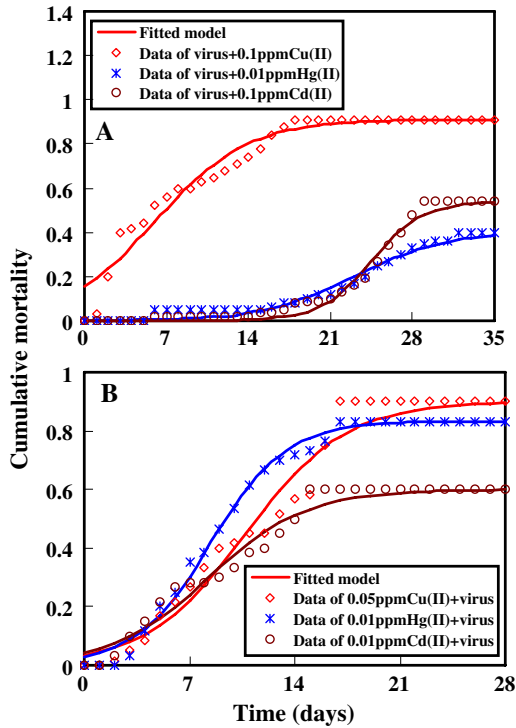 1.4
1.2
1
0.8
0.6
0.4
0.2
0
Fitted model
Data of virus+0.1ppmCu(II)
Data of virus+0.01ppmHg(II)
Data of virus+0.1ppmCd(II)
A
0 7 14 21 28 35
Cumulative mortality
1
0.8
0.6
0.4
0.2
0
B
Fitted model
Data of 0.05ppmCu(II)+virus
Data of 0.01ppmHg(II)+virus
Data of 0.01ppmCd(II)+virus
0 7 14 21 28
Time (days)